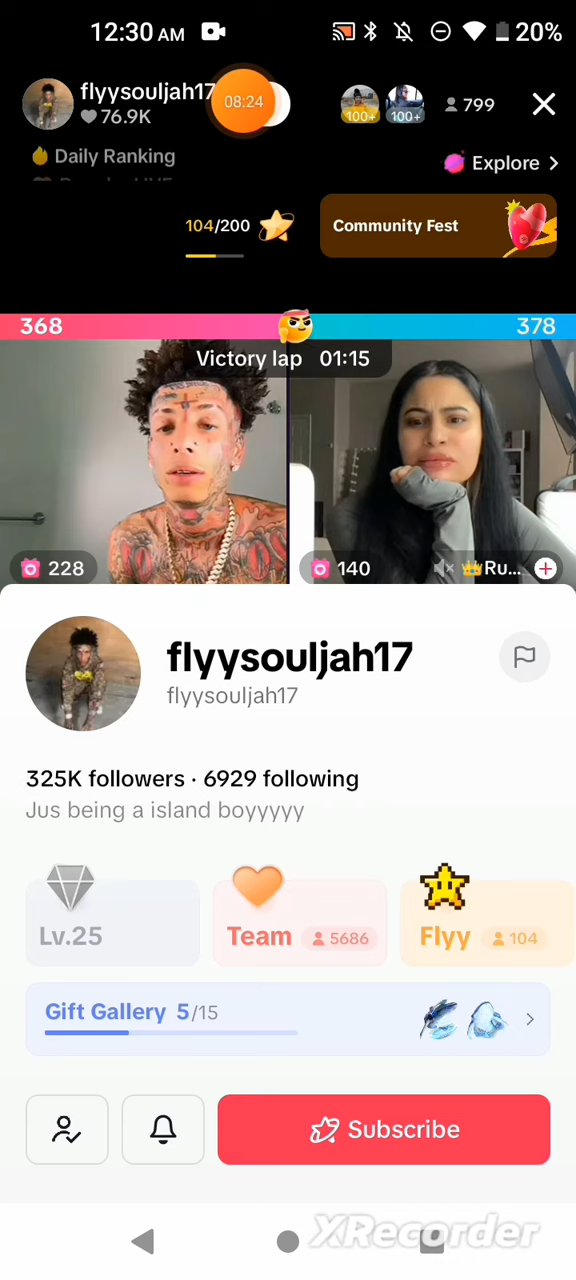 12:30 AM
20%
flyysouljah17
08:24
76.9K
100+
100+
799
Daily Ranking
Explore
104/200
Community Fest
368
378
Victory lap 01:15
228
140
Ru...
flyysouljah17
flyysouljah17
325K followers · 6929 following
Jus being a island boyyyyy
Lv.25
Team
5686
Flyy
104
Gift Gallery 5/15
Subscribe
XRecorder